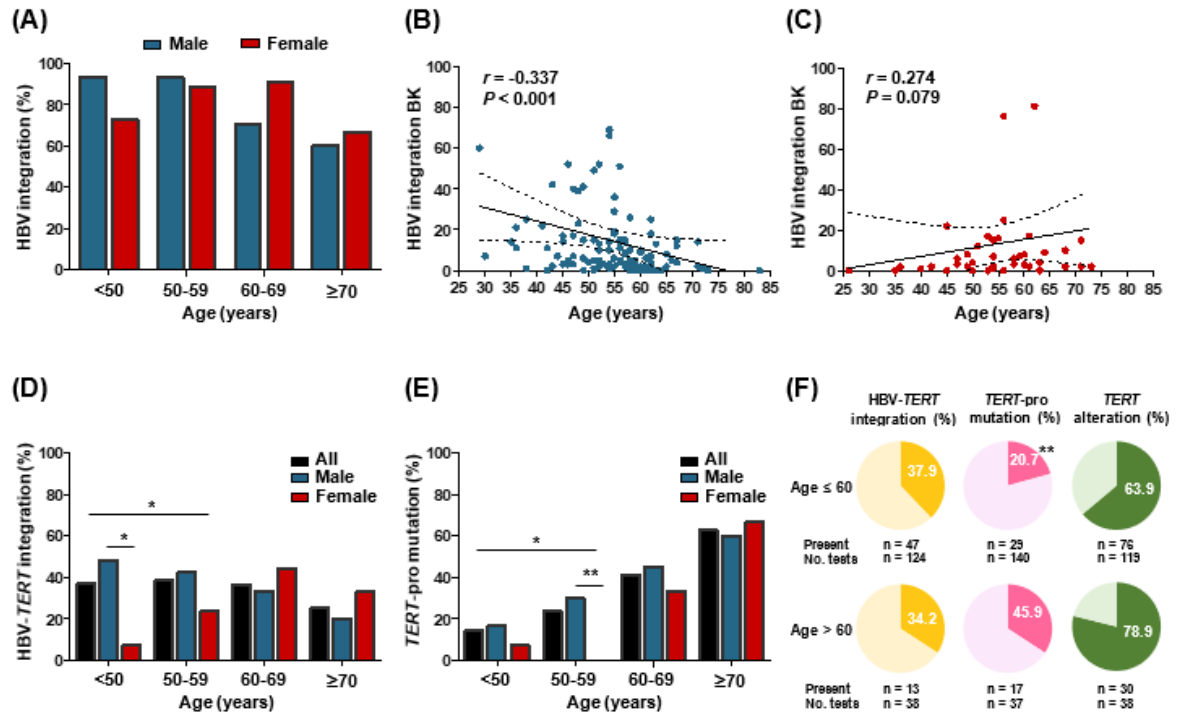 (A)
Male
Female
HBV integration (%)
100
80
60
40
20
0
<50 50-59 60-69 ≥70
Age (years)
(B)
r = -0.337
P < 0.001
HBV integration BK
100
80
60
40
20
0
25 30 35 40 45 50 55 60 65 70 75 80 85
Age (years)
(C)
r = 0.274
P = 0.079
HBV integration BK
100
80
60
40
20
0
25 30 35 40 45 50 55 60 65 70 75 80 85
Age (years)
(D)
All
Male
Female
HBV-TERT integration (%)
100
80
60
40
20
0
*
*
<50 50-59 60-69 ≥70
Age (years)
(E)
All
Male
Female
TERT-pro mutation (%)
100
80
60
40
20
0
*
**
<50 50-59 60-69 ≥70
Age (years)
(F)
HBV-TERT integration (%)
TERT-pro mutation (%)
TERT alteration (%)
Age ≤ 60
37.9
20.7
**
63.9
Present n = 47 n = 29 n = 76
No. tests n = 124 n = 140 n = 119
Age > 60
34.2
45.9
78.9
Present n = 13 n = 17 n = 30
No. tests n = 38 n = 37 n = 38